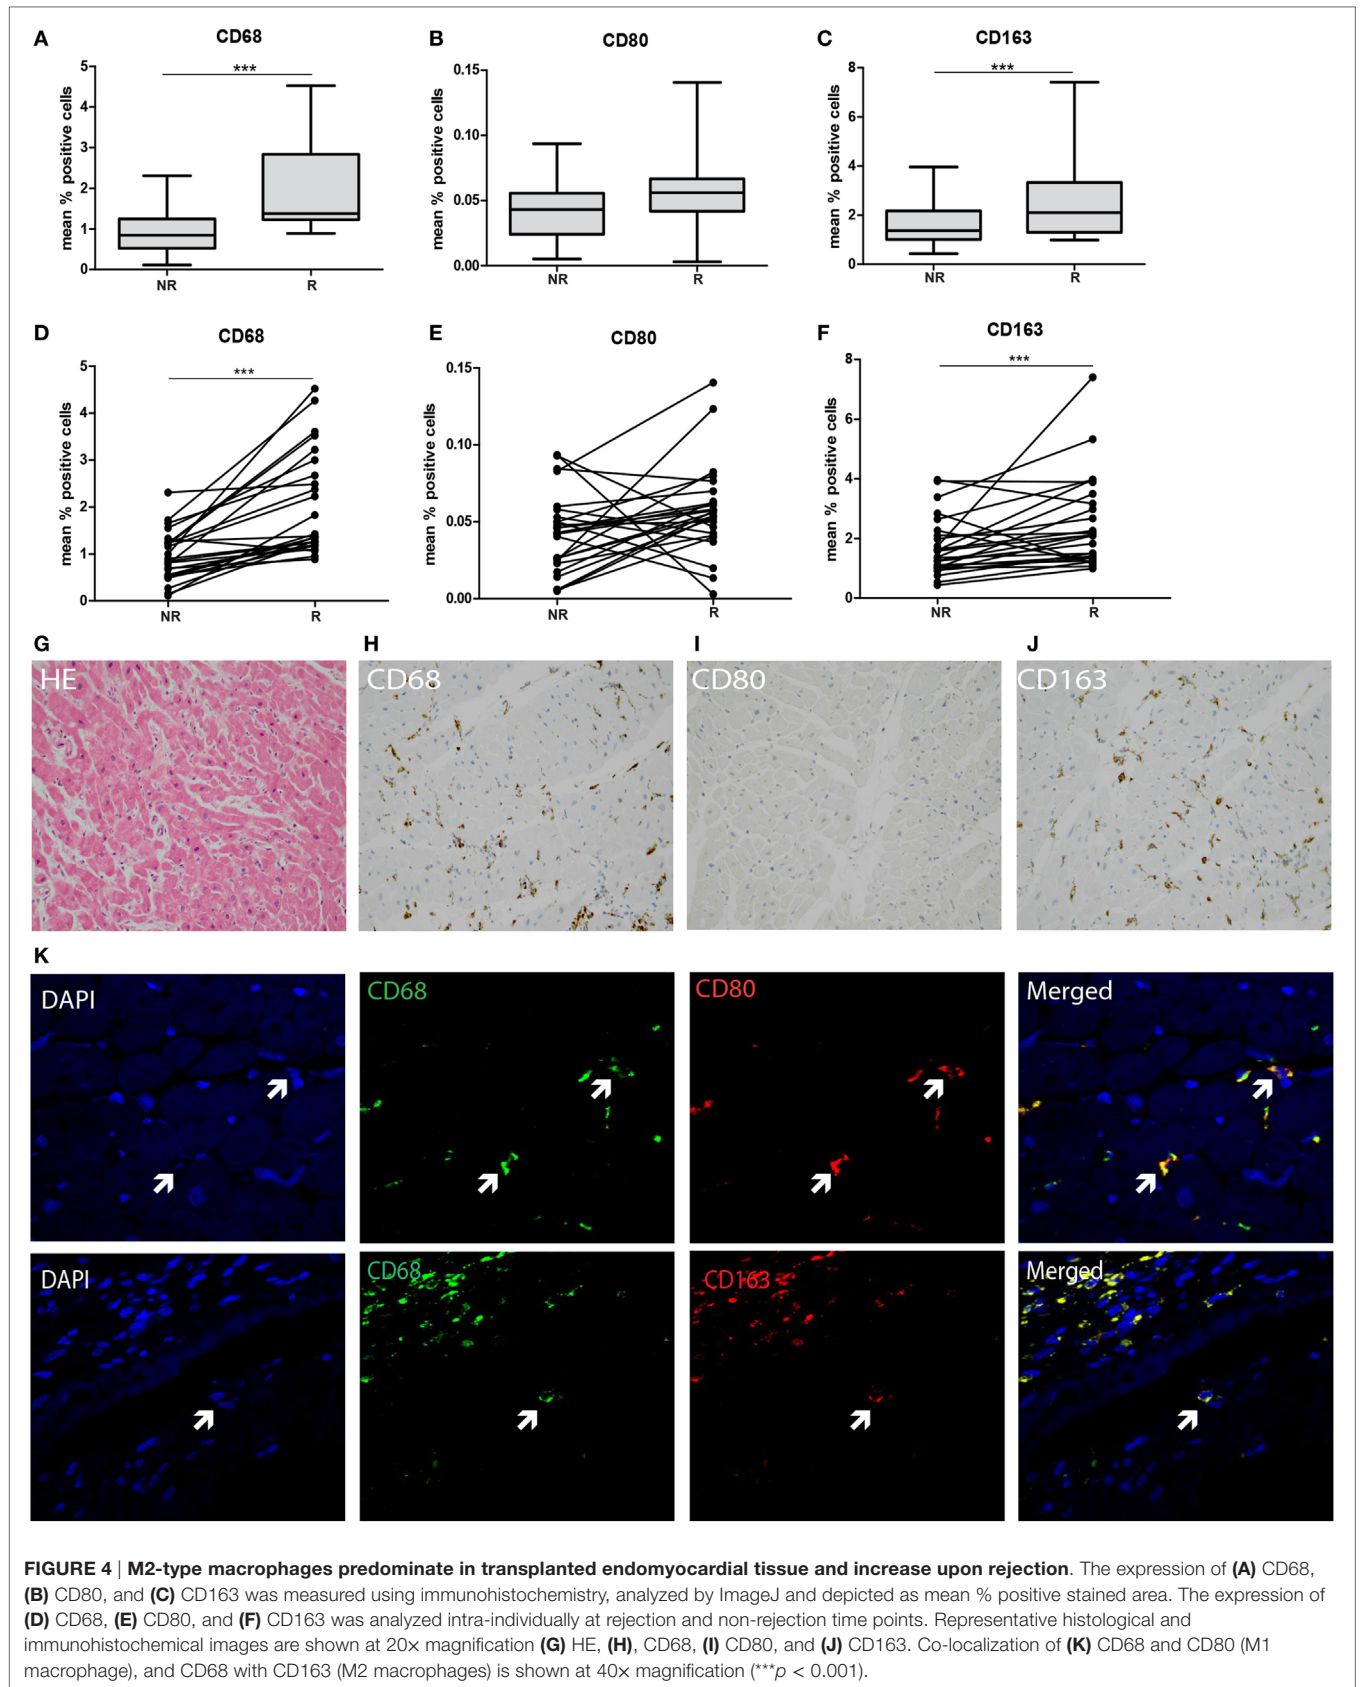 A
CD68
***
mean % positive cells
5
4
3
2
1
0
NR
R
B
CD80
mean % positive cells
0.15
0.10
0.05
0.00
NR
R
C
CD163
***
mean % positive cells
8
6
4
2
0
NR
R
D
CD68
***
mean % positive cells
5
4
3
2
1
0
NR
R
E
CD80
mean % positive cells
0.15
0.10
0.05
0.00
NR
R
F
CD163
***
mean % positive cells
8
6
4
2
0
NR
R
G
HE
H
CD68
I
CD80
J
CD163
K
DAPI
CD68
CD80
Merged
DAPI
CD68
CD163
Merged
FIGURE 4 | M2-type macrophages predominate in transplanted endomyocardial tissue and increase upon rejection. The expression of (A) CD68,
(B) CD80, and (C) CD163 was measured using immunohistochemistry, analyzed by ImageJ and depicted as mean % positive stained area. The expression of
(D) CD68, (E) CD80, and (F) CD163 was analyzed intra-individually at rejection and non-rejection time points. Representative histological and
immunohistochemical images are shown at 20× magnification (G) HE, (H), CD68, (I) CD80, and (J) CD163. Co-localization of (K) CD68 and CD80 (M1
macrophage), and CD68 with CD163 (M2 macrophages) is shown at 40× magnification (***p < 0.001).